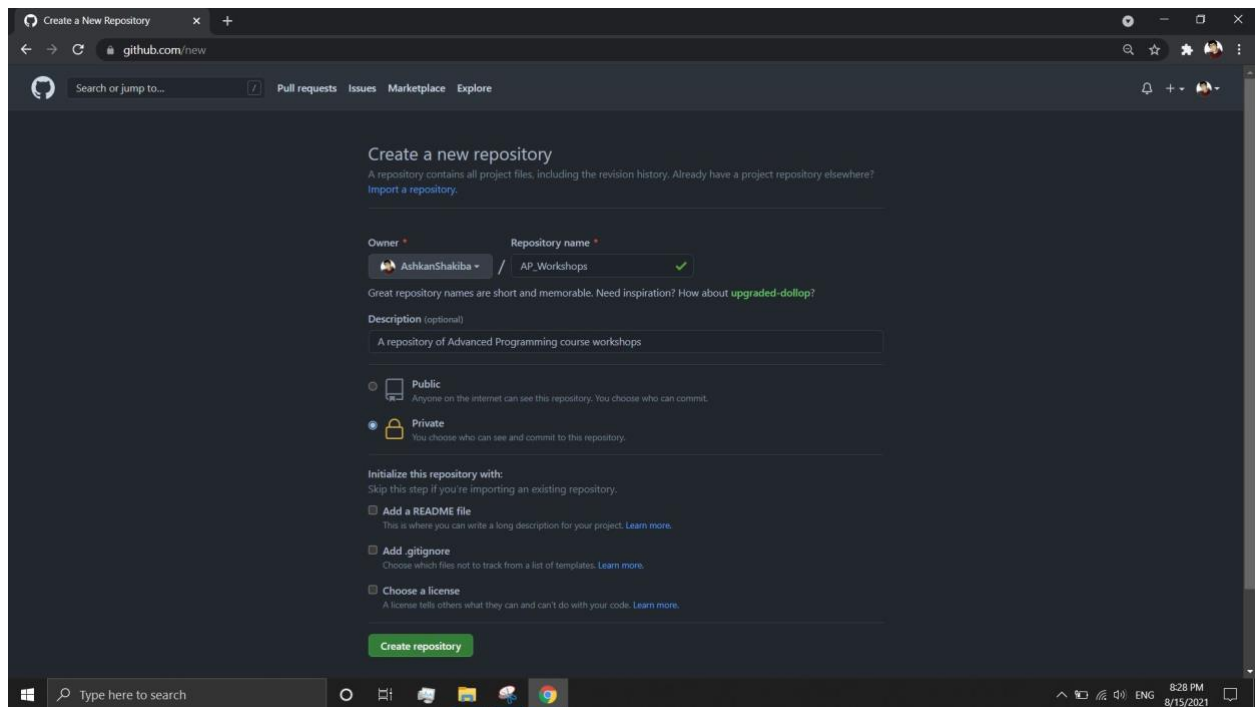 Create a New Repository
github.com/new
Search or jump to... / Pull requests Issues Marketplace Explore
Create a new repository
A repository contains all project files, including the revision history. Already have a project repository elsewhere?
Import a repository.
Owner * Repository name *
AshkanShakiba / AP_Workshops
Great repository names are short and memorable. Need inspiration? How about upgraded-dollop?
Description (optional)
A repository of Advanced Programming course workshops
Public
Anyone on the internet can see this repository. You choose who can commit.
Private
You choose who can see and commit to this repository.
Initialize this repository with:
Skip this step if you're importing an existing repository.
Add a README file
This is where you can write a long description for your project. Learn more.
Add .gitignore
Choose which files not to track from a list of templates. Learn more.
Choose a license
A license tells others what they can and can't do with your code. Learn more.
Create repository
Type here to search
ENG
8:28 PM
8/15/2021